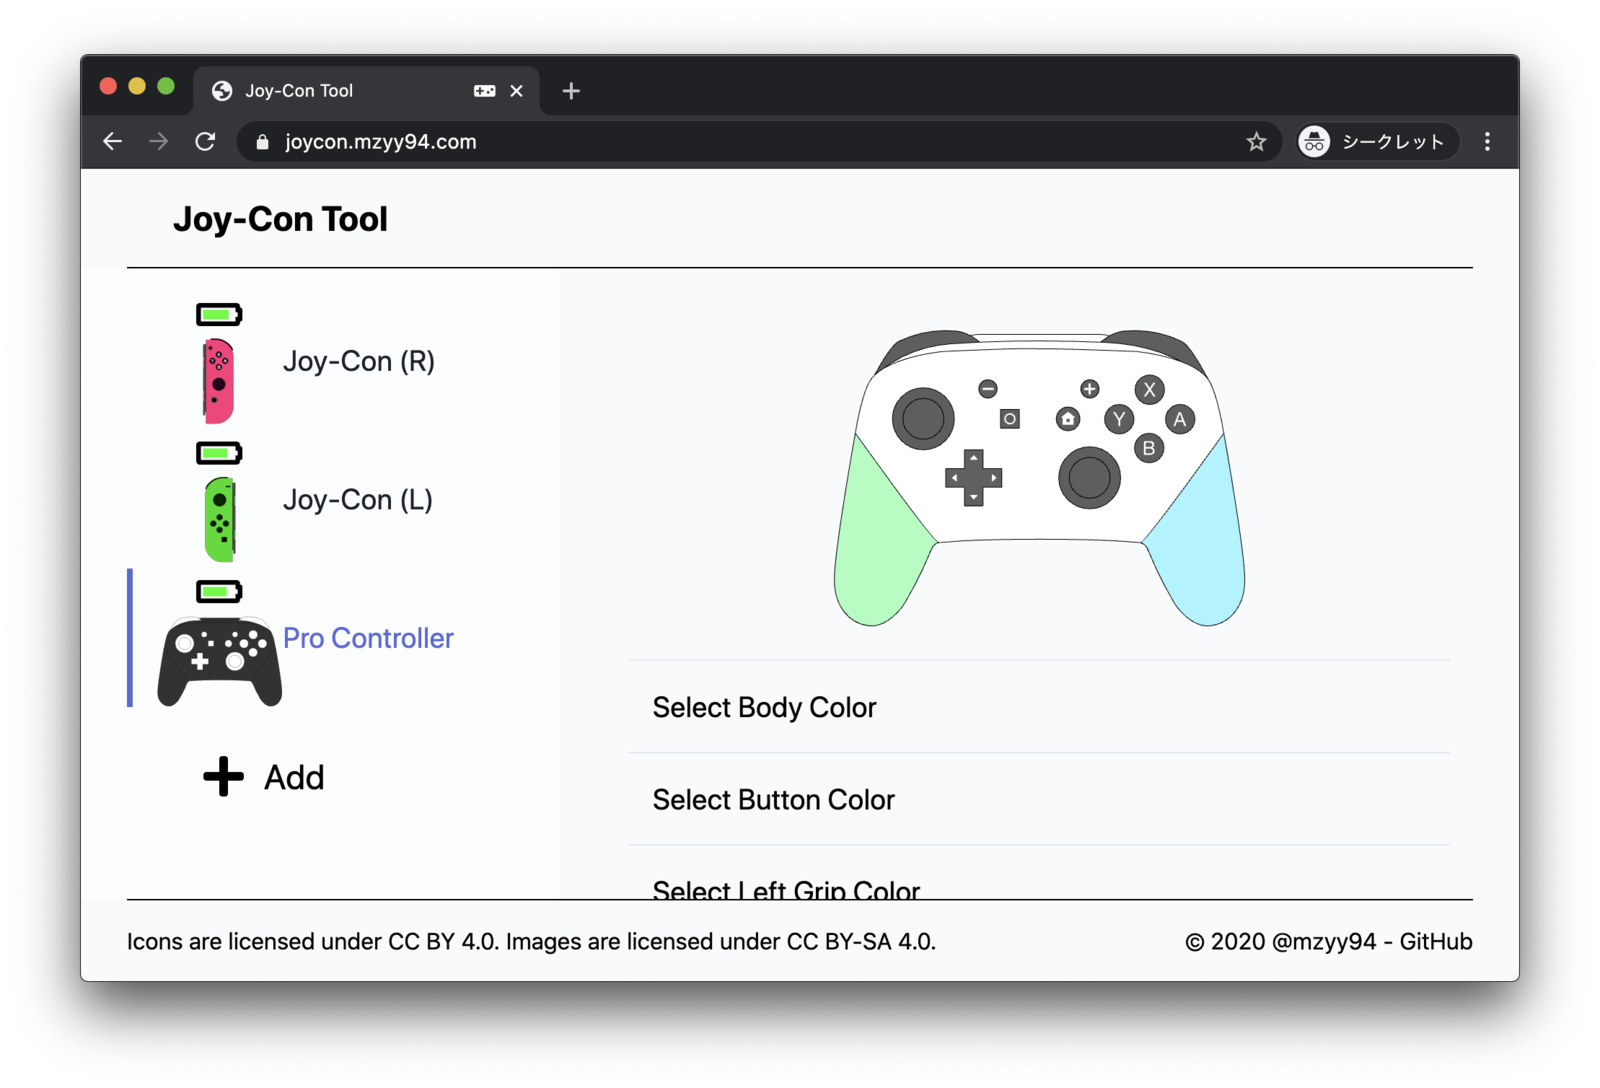 Joy-Con Tool
joycon.mzyy94.com
シークレット
Joy-Con Tool
Joy-Con (R)
Joy-Con (L)
Pro Controller
Add
X
Y
A
B
Select Body Color
Select Button Color
Select Left Grip Color
Icons are licensed under CC BY 4.0. Images are licensed under CC BY-SA 4.0.
© 2020 @mzyy94 - GitHub